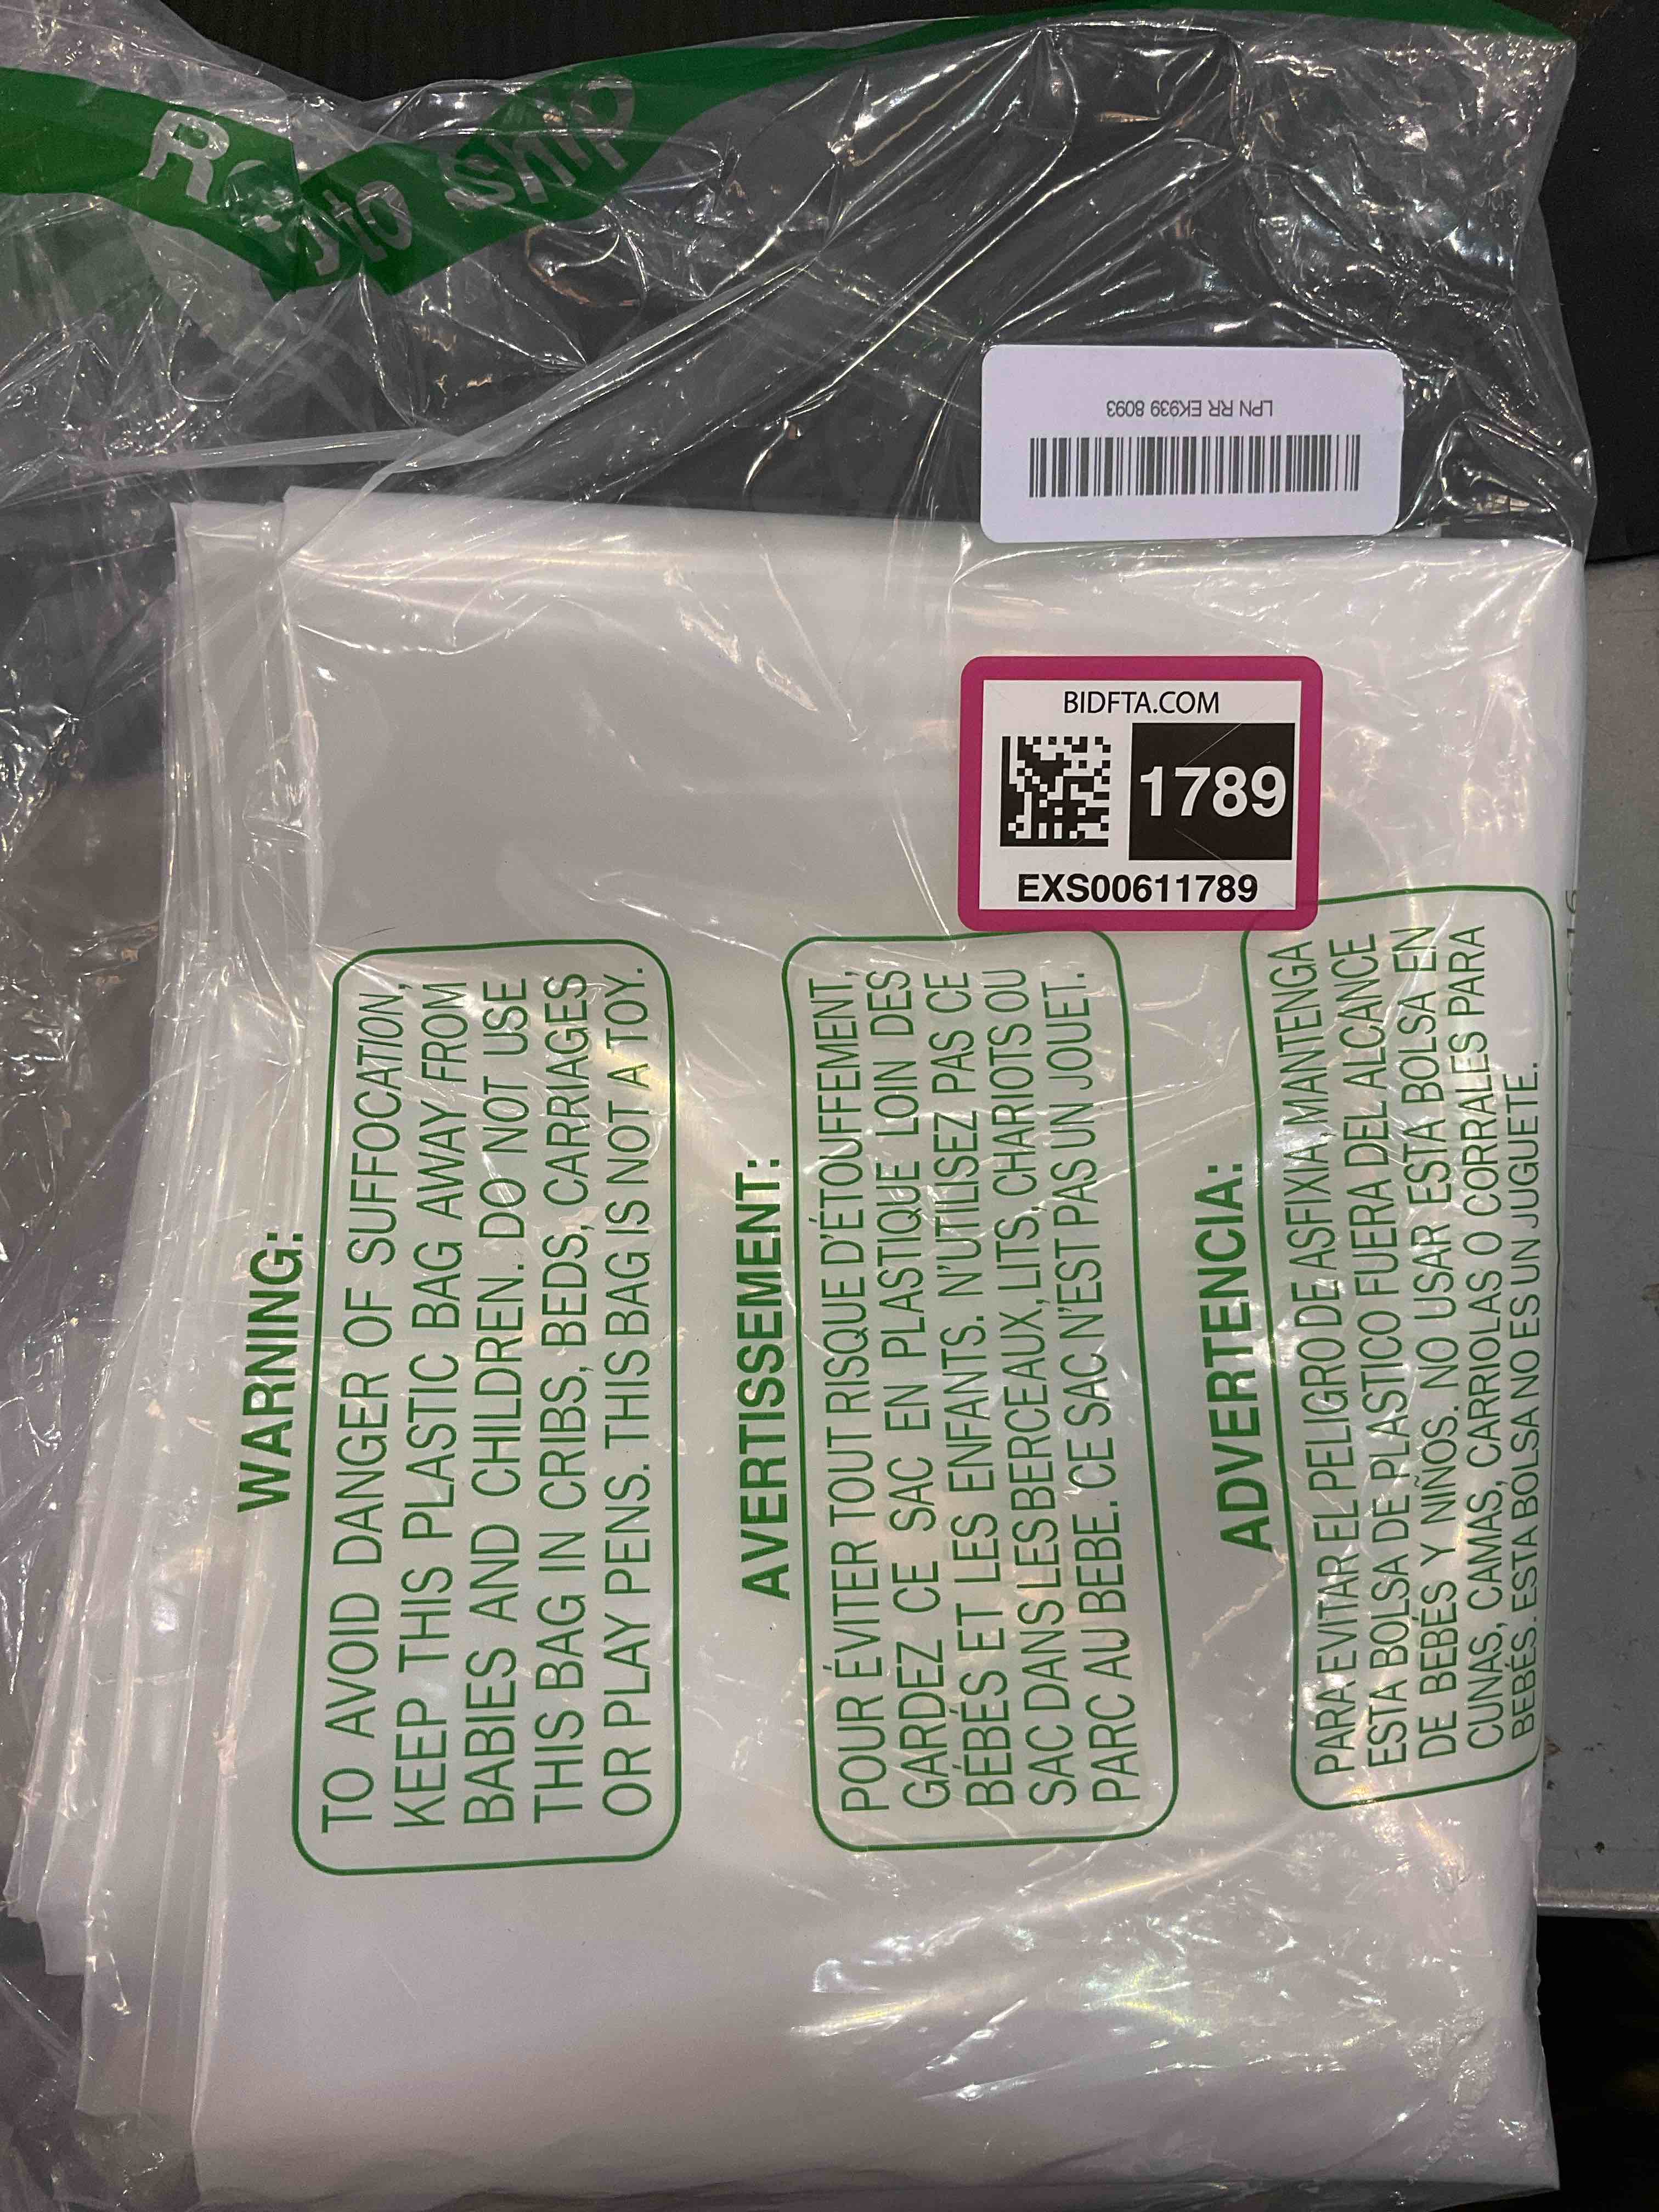 Re to ship
LPN RR EK939 8093
BIDFTA.COM
1789
EXS00611789
WARNING:
TO AVOID DANGER OF SUFFOCATION,
KEEP THIS PLASTIC BAG AWAY FROM
BABIES AND CHILDREN. DO NOT USE
THIS BAG IN CRIBS, BEDS, CARRIAGES
OR PLAY PENS. THIS BAG IS NOT A TOY.
AVERTISSEMENT:
POUR ÉVITER TOUT RISQUE D'ÉTOUFFEMENT,
GARDEZ CE SAC EN PLASTIQUE LOIN DES
BÉBÉS ET LES ENFANTS. N'UTILISEZ PAS CE
SAC DANS LES BERCEAUX, LITS, CHARIOTS OU
PARC AU BEBE. CE SAC N'EST PAS UN JOUET.
ADVERTENCIA:
PARA EVITAR EL PELIGRO DE ASFIXIA, MANTENGA
ESTA BOLSA DE PLASTICO FUERA DEL ALCANCE
DE BEBÉS Y NIÑOS. NO USAR ESTA BOLSA EN
CUNAS, CAMAS, CARRIOLAS O CORRALES PARA
BEBÉS. ESTA BOLSA NO ES UN JUGUETE.